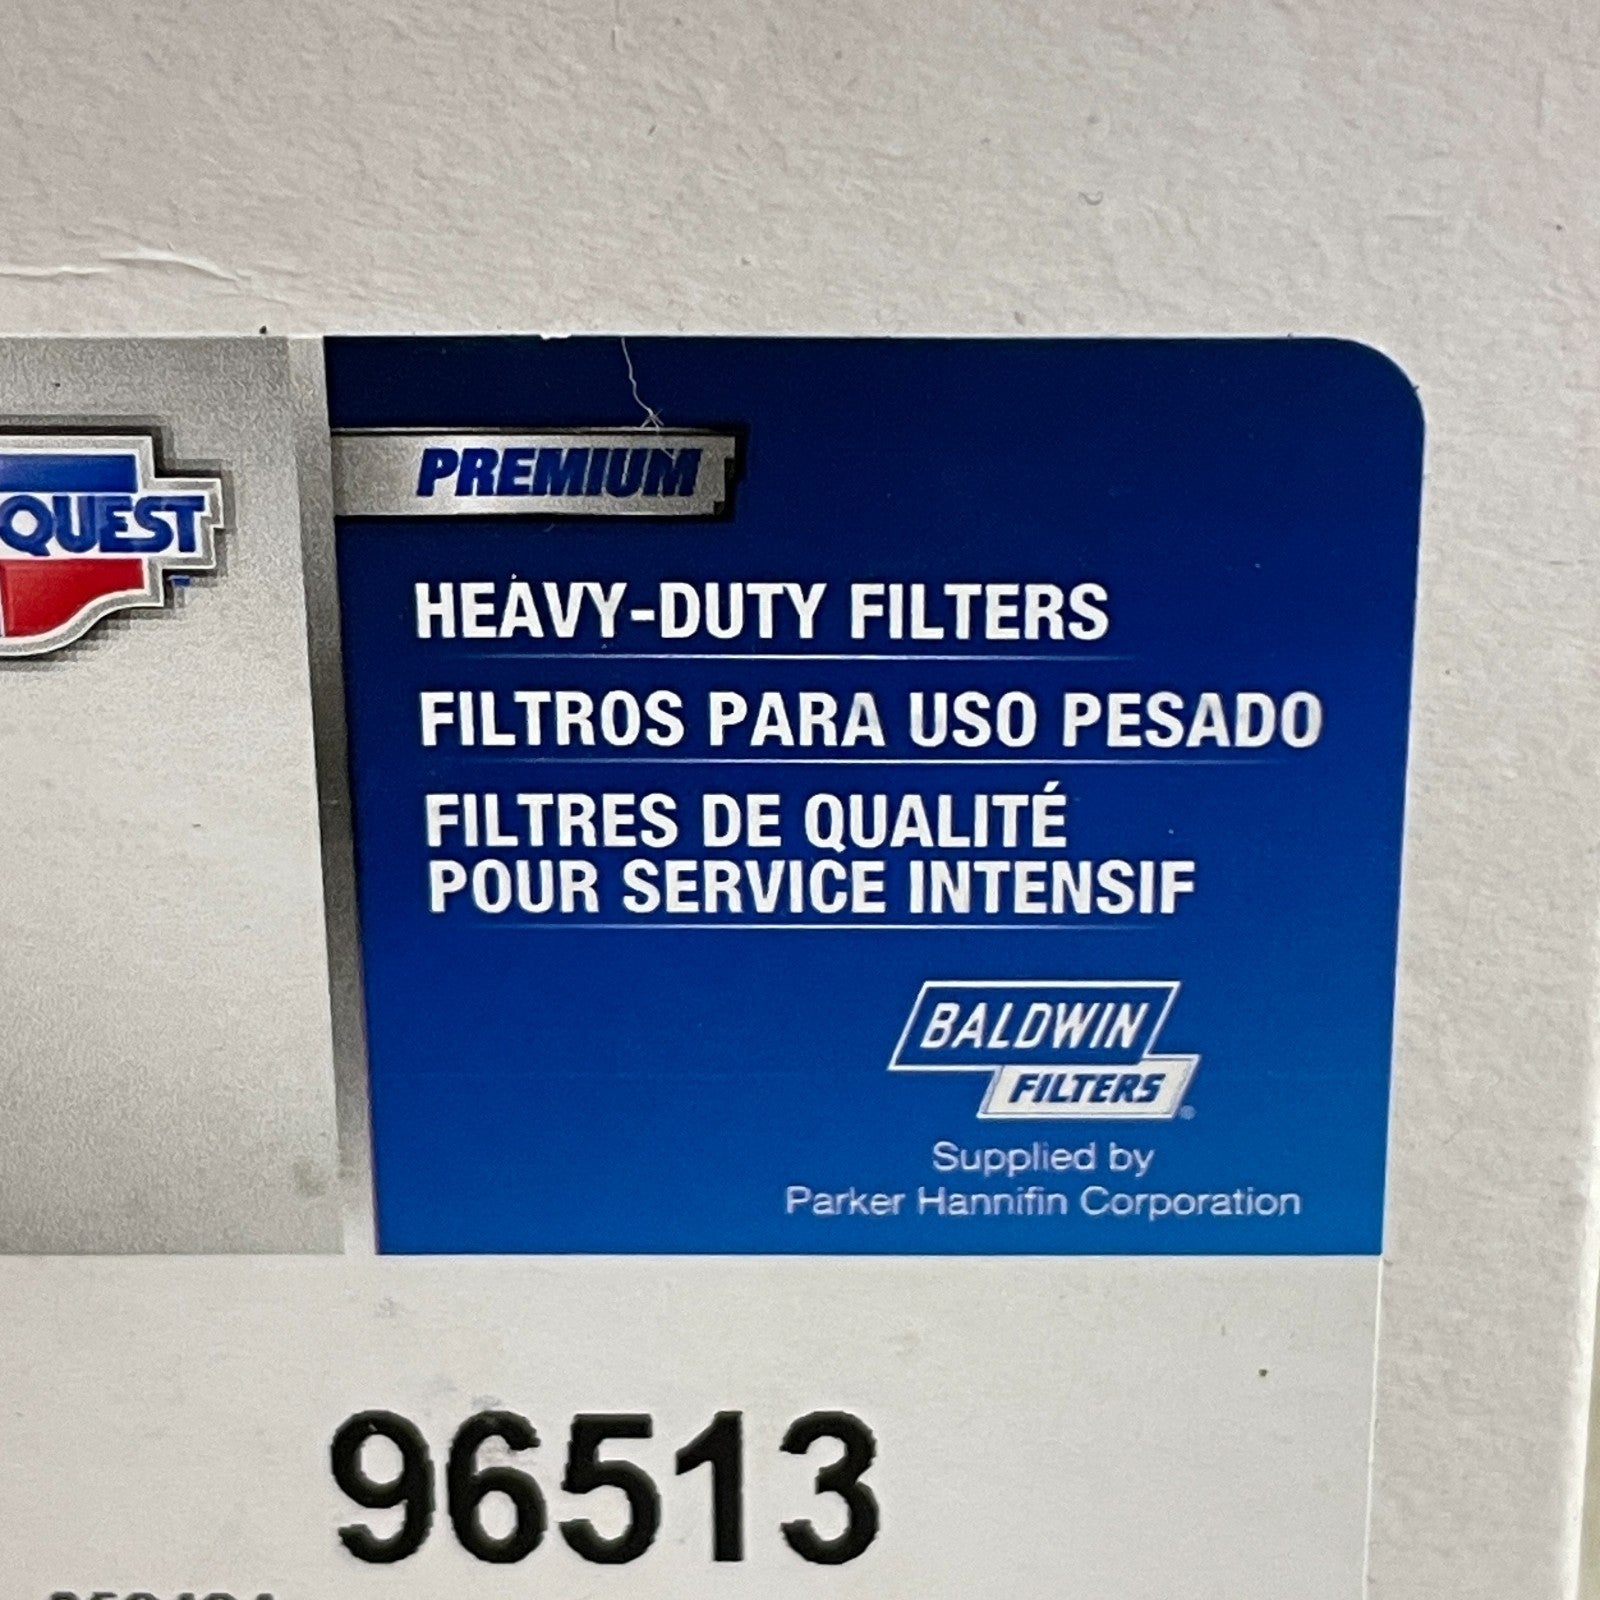 QUEST
PREMIUM
HEAVY-DUTY FILTERS
FILTROS PARA USO PESADO
FILTRES DE QUALITÉ
POUR SERVICE INTENSIF
BALDWIN
FILTERS®
Supplied by
Parker Hannifin Corporation
96513